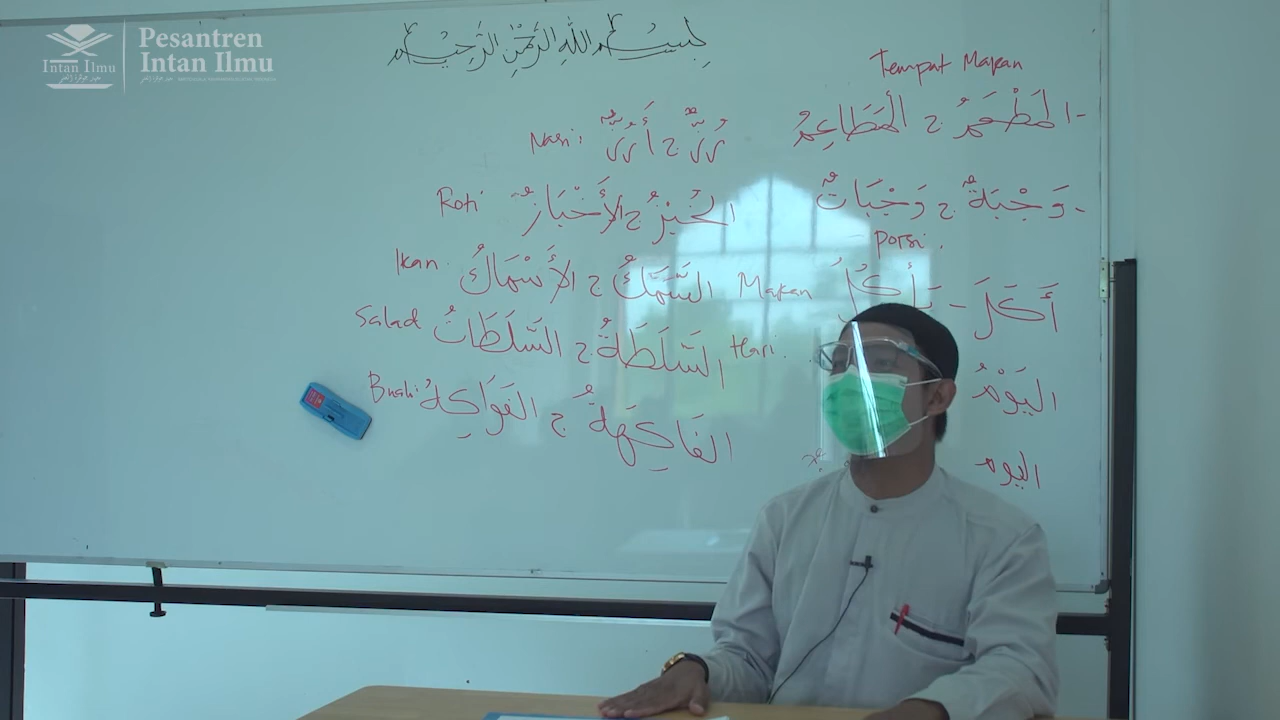 Intan Ilmu
Pesantren
Intan Ilmu
بسم الله الرحمن الرحيم
Tempat Makan
- المَطْعَمُ ج المَطَاعِمُ
- وَجْبَةٌ ج وَجْبَاتٌ
porsi.
أَكَلَ - يَأْكُلُ Makan
اليَوْمُ Hari
اليوم
Nasi: رُزٌّ ج أَرُزٌّ
الخُبْزُ ج الأَخْبَازُ Roti
السَّمَكُ ج الأَسْمَاكُ Ikan
السَّلَطَةُ ج السَّلَطَاتُ Salad
الفَاكِهَةُ ج الفَوَاكِهُ Buah: